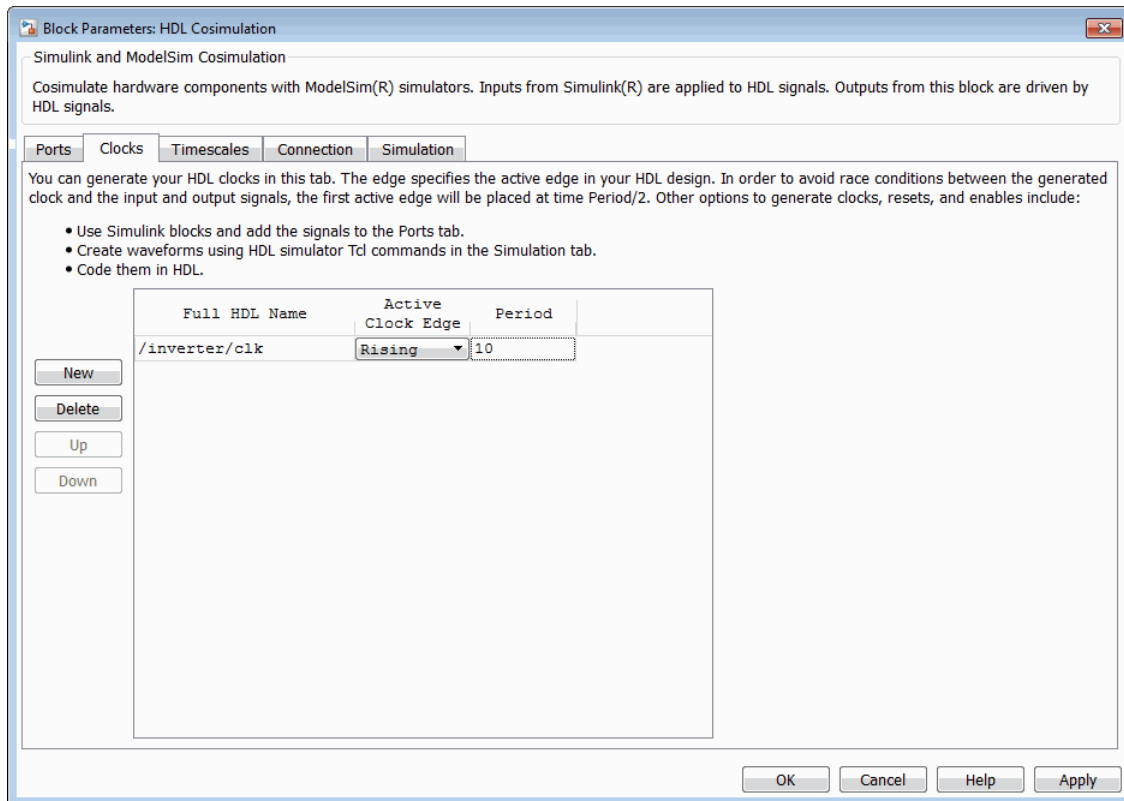 Block Parameters: HDL Cosimulation
Simulink and ModelSim Cosimulation
Cosimulate hardware components with ModelSim(R) simulators. Inputs from Simulink(R) are applied to HDL signals. Outputs from this block are driven by
HDL signals.
Ports Clocks Timescales Connection Simulation
You can generate your HDL clocks in this tab. The edge specifies the active edge in your HDL design. In order to avoid race conditions between the generated
clock and the input and output signals, the first active edge will be placed at time Period/2. Other options to generate clocks, resets, and enables include:
• Use Simulink blocks and add the signals to the Ports tab.
• Create waveforms using HDL simulator Tcl commands in the Simulation tab.
• Code them in HDL.
Full HDL Name Active Clock Edge Period
/inverter/clk Rising 10
New
Delete
Up
Down
OK Cancel Help Apply